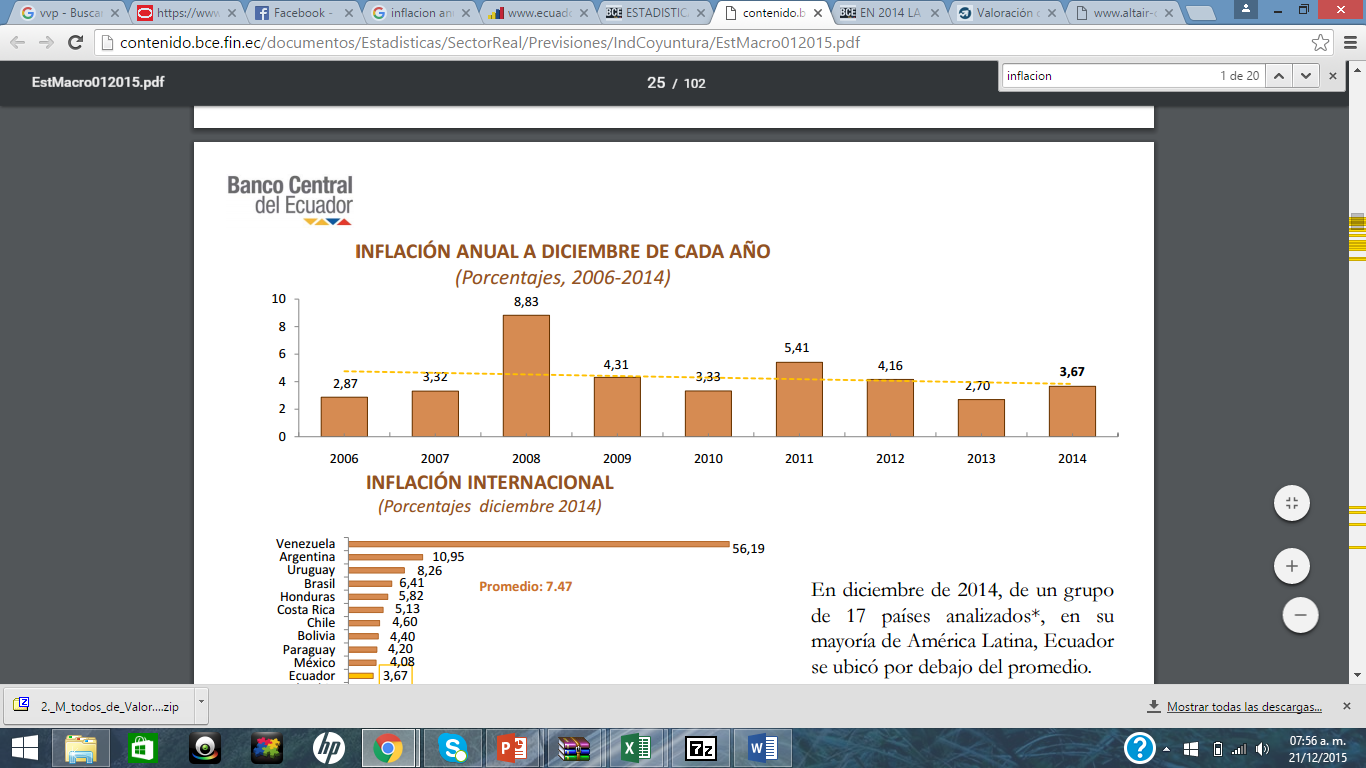 vvp - Busca
https://www
Facebook -
inflacion an
www.ecuado
BCE ESTADISTIC
contenido.b
BCE EN 2014 LA
Valoración d
www.altair-c
contenido.bce.fin.ec/documentos/Estadisticas/SectorReal/Previsiones/IndCoyuntura/EstMacro012015.pdf
EstMacro012015.pdf
25 / 102
inflacion
1 de 20
Banco Central
del Ecuador
INFLACIÓN ANUAL A DICIEMBRE DE CADA AÑO
(Porcentajes, 2006-2014)
10
8
6
4
2
0
2,87
3,32
8,83
4,31
3,33
5,41
4,16
2,70
3,67
2006 2007 2008 2009 2010 2011 2012 2013 2014
INFLACIÓN INTERNACIONAL
(Porcentajes diciembre 2014)
Venezuela 56,19
Argentina 10,95
Uruguay 8,26
Brasil 6,41
Honduras 5,82
Costa Rica 5,13
Chile 4,60
Bolivia 4,40
Paraguay 4,20
México 4,08
Ecuador 3,67
Promedio: 7.47
En diciembre de 2014, de un grupo
de 17 países analizados*, en su
mayoría de América Latina, Ecuador
se ubicó por debajo del promedio.
2._M_todos_de_Valor....zip
Mostrar todas las descargas...
hp
7z
07:56 a. m.
21/12/2015